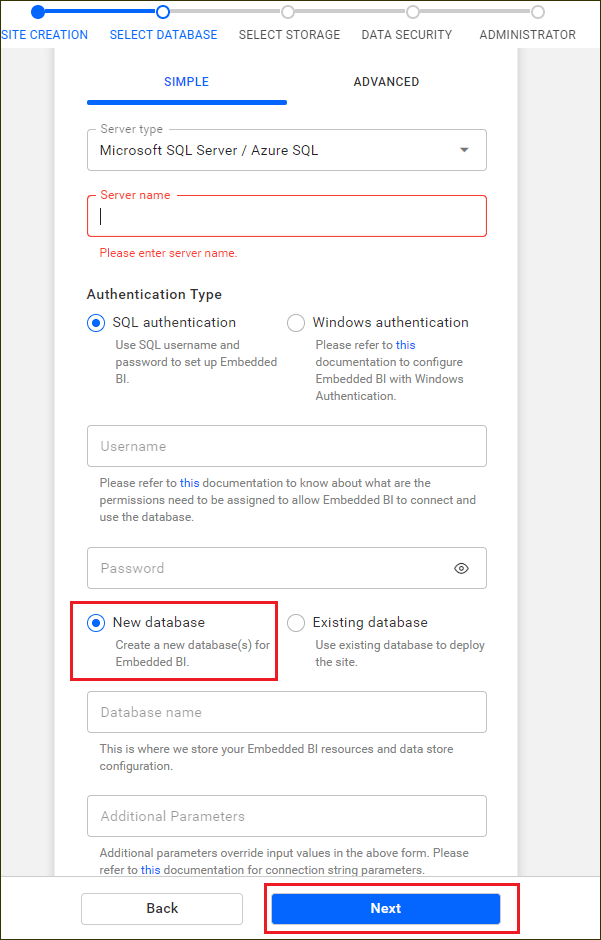 SITE CREATION SELECT DATABASE SELECT STORAGE DATA SECURITY ADMINISTRATOR
SIMPLE ADVANCED
Server type
Microsoft SQL Server / Azure SQL
Server name
Please enter server name.
Authentication Type
SQL authentication
Use SQL username and
password to set up Embedded
BI.
Windows authentication
Please refer to this
documentation to configure
Embedded BI with Windows
Authentication.
Username
Please refer to this documentation to know about what are the
permissions need to be assigned to allow Embedded BI to connect and
use the database.
Password
New database
Create a new database(s) for
Embedded BI.
Existing database
Use existing database to deploy
the site.
Database name
This is where we store your Embedded BI resources and data store
configuration.
Additional Parameters
Additional parameters override input values in the above form. Please
refer to this documentation for connection string parameters.
Back Next